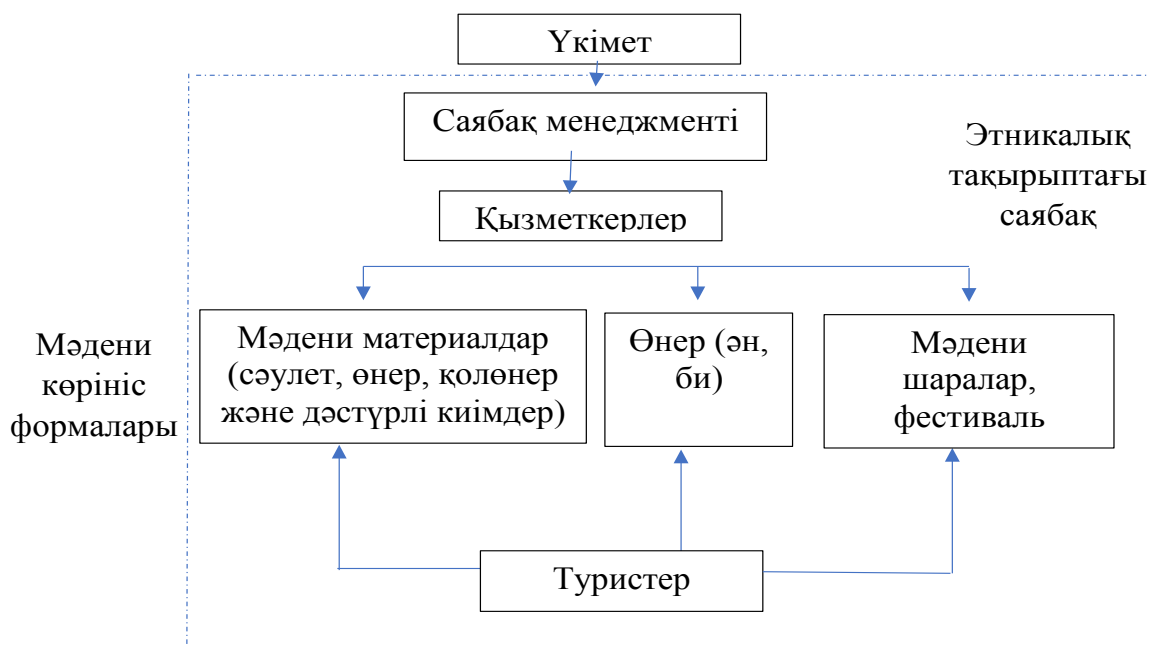 Үкімет
Саябақ менеджменті
Этникалық
тақырыптағы
саябақ
Қызметкерлер
Мәдени
көрініс
формалары
Мәдени материалдар
(сәулет, өнер, қолөнер
және дәстүрлі киімдер)
Өнер (ән,
би)
Мәдени
шаралар,
фестиваль
Туристер